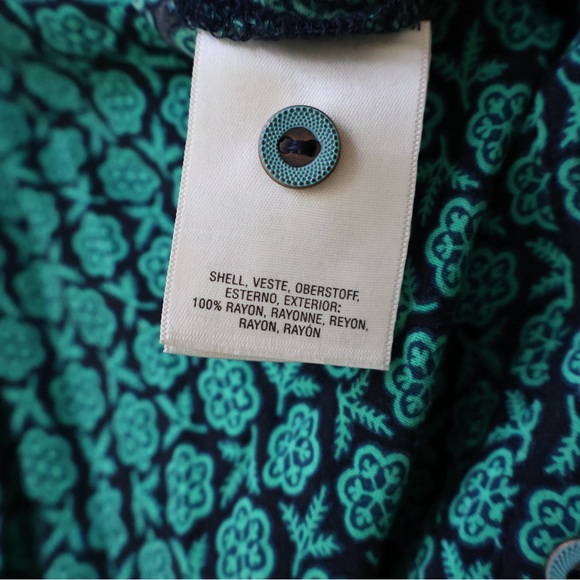 SHELL, VESTE, OBERSTOFF,
ESTERNO, EXTERIOR:
100% RAYON, RAYONNE, REYON,
RAYON, RAYÓN